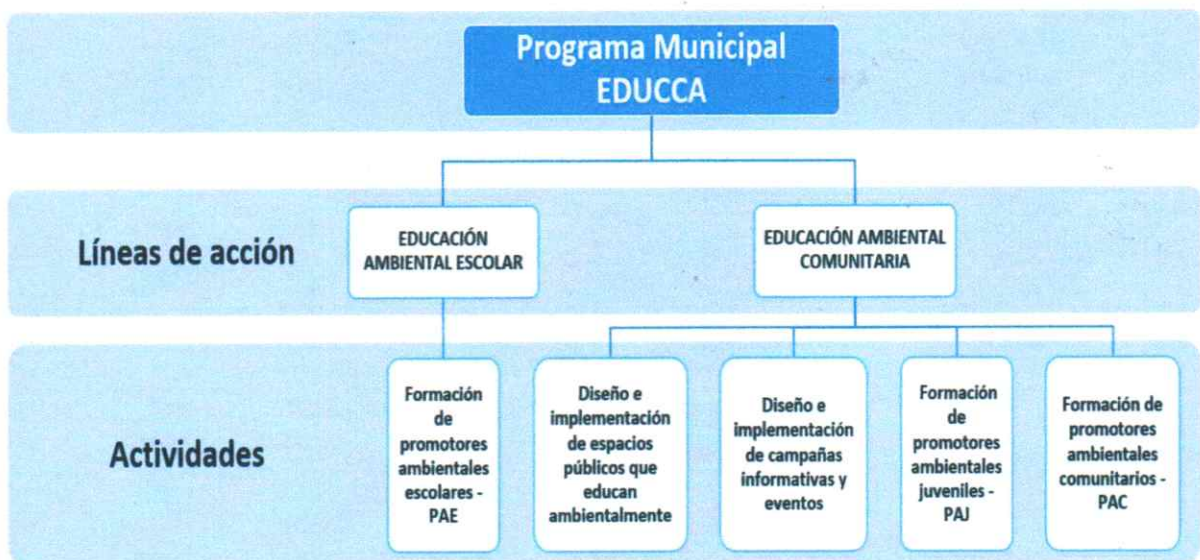 Programa Municipal
EDUCCA
Líneas de acción
EDUCACIÓN
AMBIENTAL ESCOLAR
EDUCACIÓN AMBIENTAL
COMUNITARIA
Actividades
Formación
de
promotores
ambientales
escolares -
PAE
Diseño e
implementación
de espacios
públicos que
educan
ambientalmente
Diseño e
implementación
de campañas
informativas y
eventos
Formación
de
promotores
ambientales
juveniles -
PAJ
Formación de
promotores
ambientales
comunitarios -
PAC